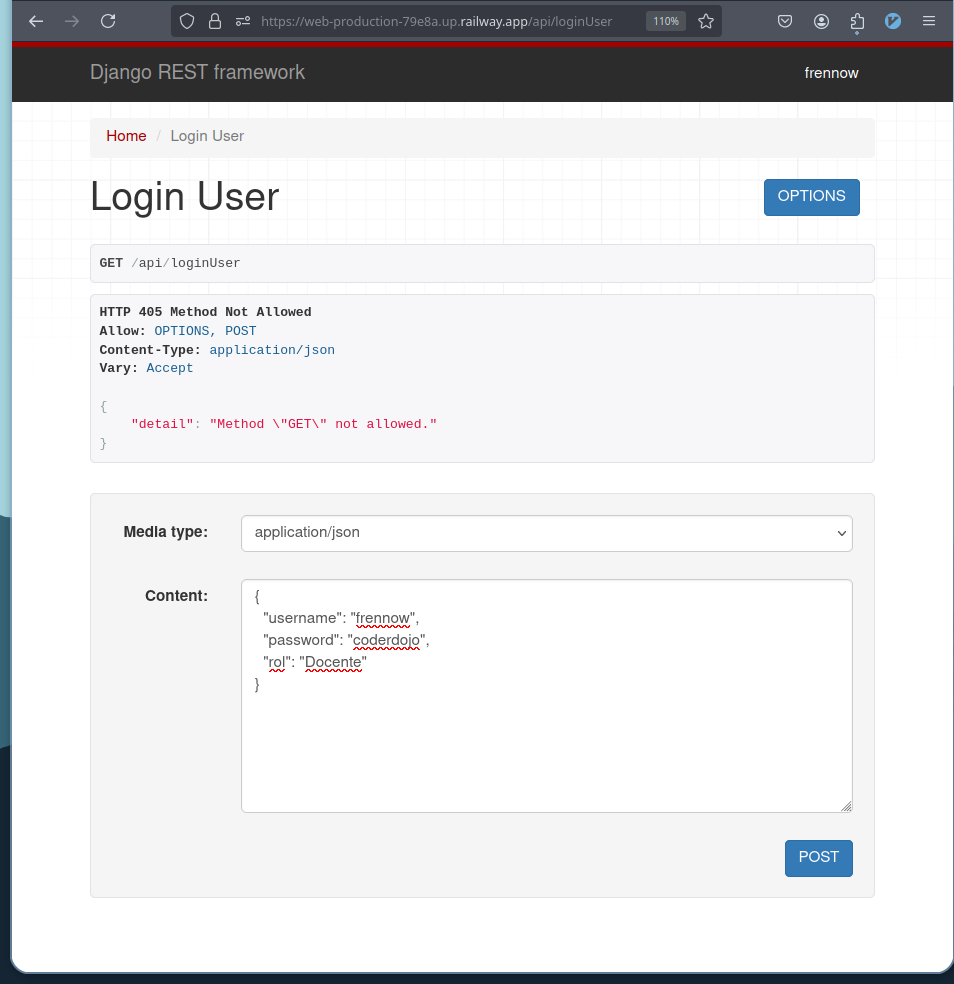 https://web-production-79e8a.up.railway.app/api/loginUser 110%
Django REST framework frennow
Home / Login User
Login User OPTIONS
GET /api/loginUser
HTTP 405 Method Not Allowed
Allow: OPTIONS, POST
Content-Type: application/json
Vary: Accept
{
"detail": "Method \"GET\" not allowed."
}
Media type: application/json
Content: {
"username": "frennow",
"password": "coderdojo",
"rol": "Docente"
}
POST